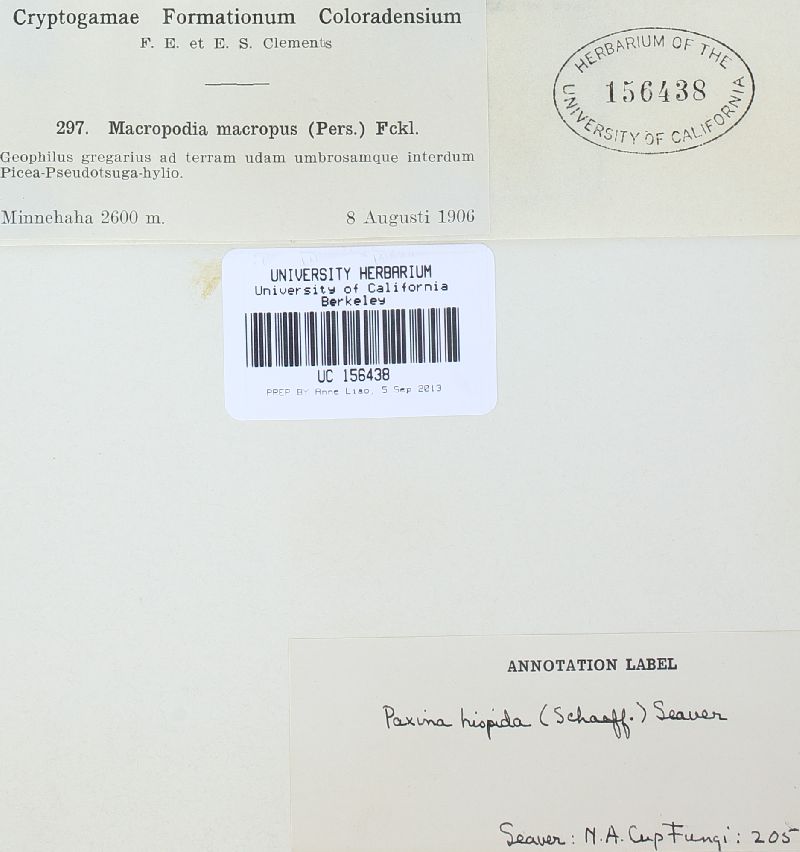 Cryptogamae Formationum Coloradensium
F. E. et E. S. Clements
297. Macropodia macropus (Pers.) Fckl.
Geophilus gregarius ad terram udam umbrosamque interdum
Picea-Pseudotsuga-hylio.
Minnehaha 2600 m. 8 Augusti 1906
HERBARIUM OF THE
156438
UNIVERSITY OF CALIFORNIA
UNIVERSITY HERBARIUM
University of California
Berkeley
UC 156438
PREP BY Anne Liao, 5 Sep 2013
ANNOTATION LABEL
Paxina hispida (Schaeff.) Seaver
Seaver: N.A. Cup Fungi: 205